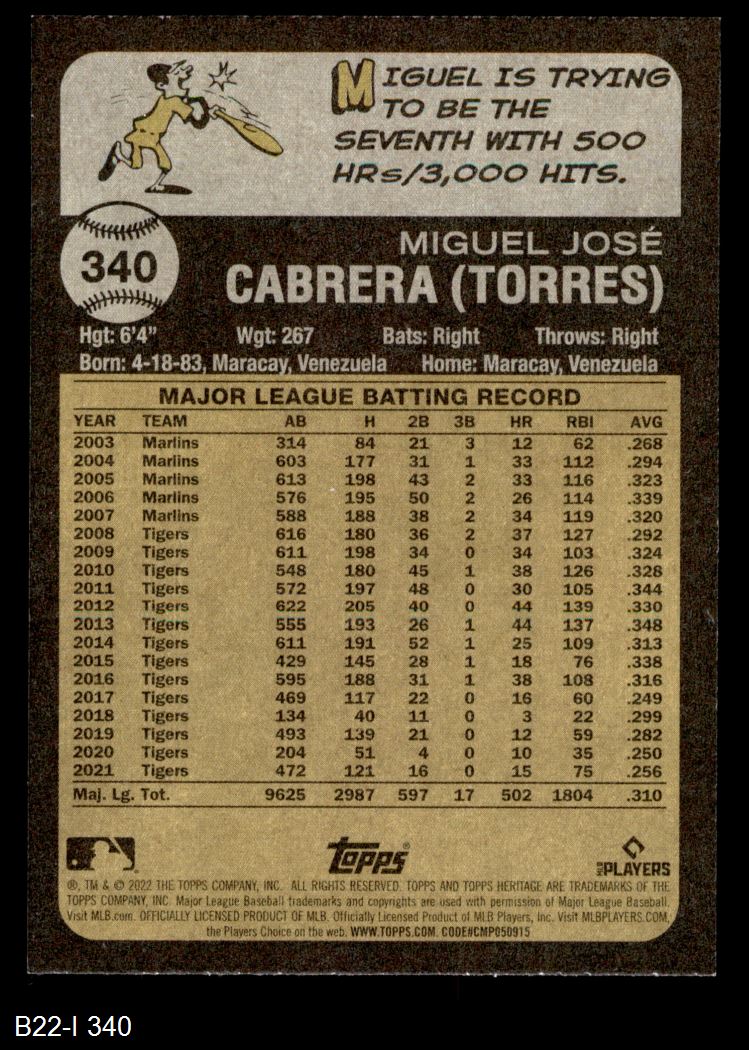 MIGUEL IS TRYING
TO BE THE
SEVENTH WITH 500
HRs/3,000 HITS.
340
MIGUEL JOSÉ
CABRERA (TORRES)
Hgt: 6'4" Wgt: 267 Bats: Right Throws: Right
Born: 4-18-83, Maracay, Venezuela Home: Maracay, Venezuela
MAJOR LEAGUE BATTING RECORD
YEAR TEAM AB H 2B 3B HR RBI AVG
2003 Marlins 314 84 21 3 12 62 .268
2004 Marlins 603 177 31 1 33 112 .294
2005 Marlins 613 198 43 2 33 116 .323
2006 Marlins 576 195 50 2 26 114 .339
2007 Marlins 588 188 38 2 34 119 .320
2008 Tigers 616 180 36 2 37 127 .292
2009 Tigers 611 198 34 0 34 103 .324
2010 Tigers 548 180 45 1 38 126 .328
2011 Tigers 572 197 48 0 30 105 .344
2012 Tigers 622 205 40 0 44 139 .330
2013 Tigers 555 193 26 1 44 137 .348
2014 Tigers 611 191 52 1 25 109 .313
2015 Tigers 429 145 28 1 18 76 .338
2016 Tigers 595 188 31 1 38 108 .316
2017 Tigers 469 117 22 0 16 60 .249
2018 Tigers 134 40 11 0 3 22 .299
2019 Tigers 493 139 21 0 12 59 .282
2020 Tigers 204 51 4 0 10 35 .250
2021 Tigers 472 121 16 0 15 75 .256
Maj. Lg. Tot. 9625 2987 597 17 502 1804 .310
Topps®
MLB PLAYERS
®, TM & © 2022 THE TOPPS COMPANY, INC. ALL RIGHTS RESERVED. TOPPS AND TOPPS HERITAGE ARE TRADEMARKS OF THE
TOPPS COMPANY, INC. Major League Baseball trademarks and copyrights are used with permission of Major League Baseball.
Visit MLB.com. OFFICIALLY LICENSED PRODUCT OF MLB. Officially Licensed Product of MLB Players, Inc. Visit MLBPLAYERS.COM,
the Players Choice on the web. WWW.TOPPS.COM. CODE#CMP050915
B22-I 340